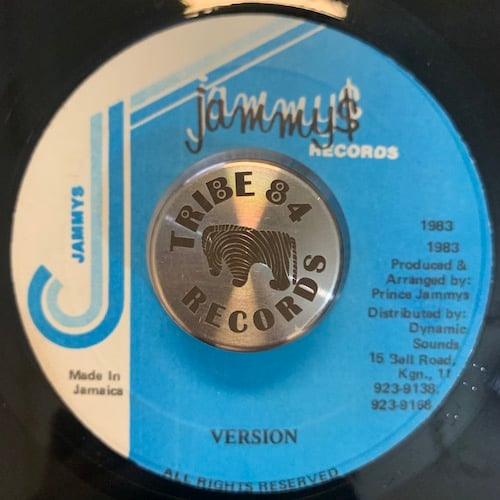 jammy$
RECORDS
JAMMYS
TRIBE 84
RECORDS
1983
1983
Produced &
Arranged by:
Prince Jammys
Distributed by:
Dynamic
Sounds
15 Bell Road,
Kgn., 11
923-9138
923-9168
Made In
Jamaica
VERSION
ALL RIGHTS RESERVED